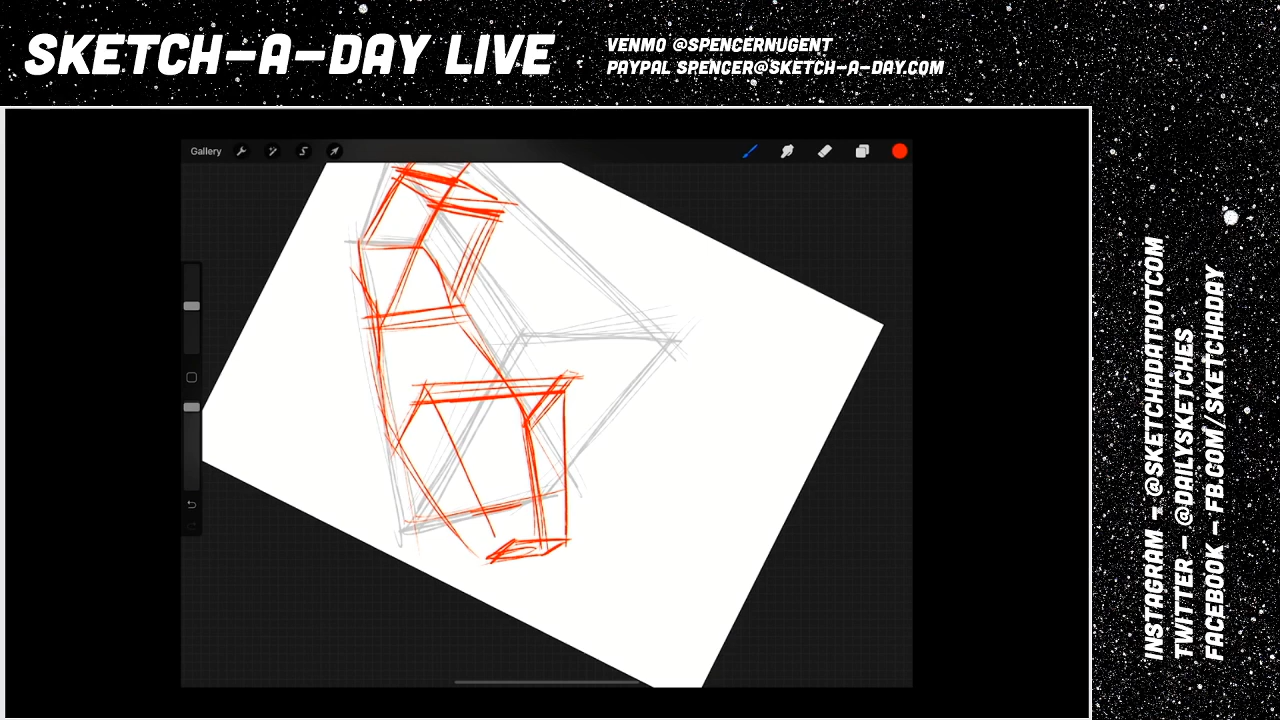 SKETCH-A-DAY LIVE
VENMO @SPENCERNUGENT
PAYPAL SPENCER@SKETCH-A-DAY.COM
Gallery
INSTAGRAM - @SKETCHADAYDOTCOM
TWITTER - @DAILYSKETCHES
FACEBOOK - FB.COM/SKETCHADAY